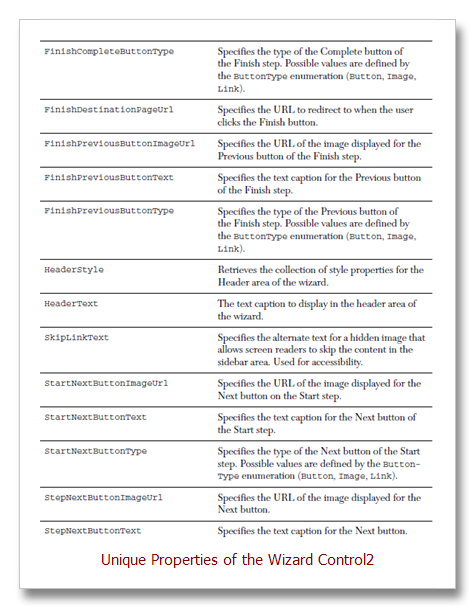 FinishCompleteButtonType Specifies the type of the Complete button of
the Finish step. Possible values are defined by
the ButtonType enumeration (Button, Image,
Link).
FinishDestinationPageUrl Specifies the URL to redirect to when the user
clicks the Finish button.
FinishPreviousButtonImageUrl Specifies the URL of the image displayed for the
Previous button of the Finish step.
FinishPreviousButtonText Specifies the text caption for the Previous button
of the Finish step.
FinishPreviousButtonType Specifies the type of the Previous button of
the Finish step. Possible values are defined by
the ButtonType enumeration (Button, Image,
Link).
HeaderStyle Retrieves the collection of style properties for the
Header area of the wizard.
HeaderText The text caption to display in the header area of
the wizard.
SkipLinkText Specifies the alternate text for a hidden image that
allows screen readers to skip the content in the
sidebar area. Used for accessibility.
StartNextButtonImageUrl Specifies the URL of the image displayed for the
Next button on the Start step.
StartNextButtonText Specifies the text caption for the Next button of
the Start step.
StartNextButtonType Specifies the type of the Next button of the Start
step. Possible values are defined by the Button-
Type enumeration (Button, Image, Link).
StepNextButtonImageUrl Specifies the URL of the image displayed for the
Next button.
StepNextButtonText Specifies the text caption for the Next button.
Unique Properties of the Wizard Control2